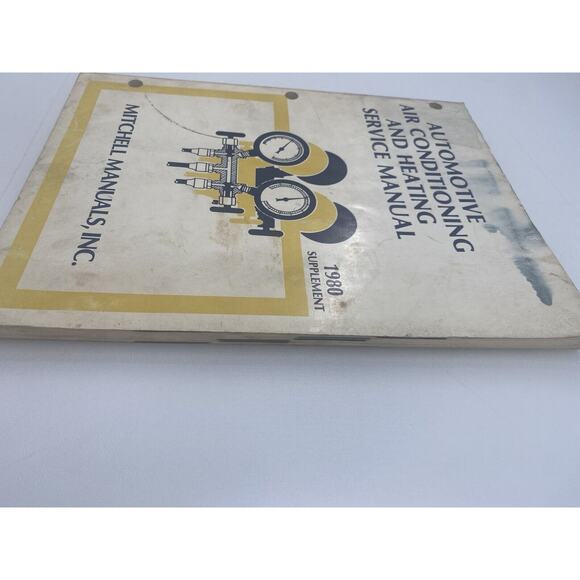 AUTOMOTIVE
AIR CONDITIONING
AND HEATING
SERVICE MANUAL
1980
SUPPLEMENT
MITCHELL MANUALS, INC.